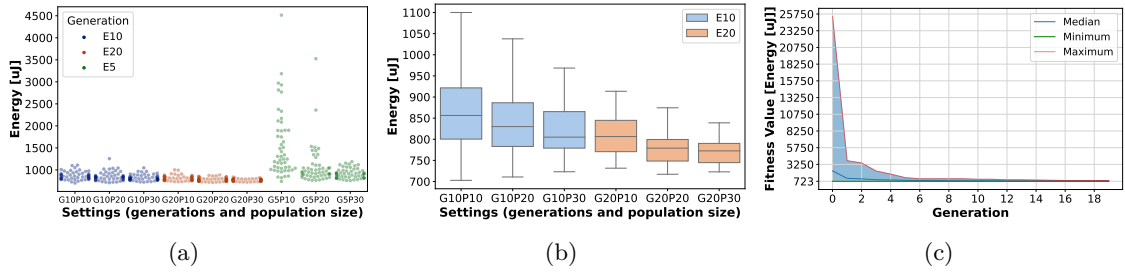 4500
4000
3500
3000
2500
2000
1500
1000
Energy [uJ]
Generation
E10
E20
E5
G10P10 G10P20 G10P30 G20P10 G20P20 G20P30 G5P10 G5P20 G5P30
Settings (generations and population size)
(a)
1100
1050
1000
950
900
850
800
750
700
Energy [uJ]
E10
E20
G10P10 G10P20 G10P30 G20P10 G20P20 G20P30
Settings (generations and population size)
(b)
25750
23250
20750
18250
15750
13250
10750
8250
5750
3250
723
Fitness Value [Energy [uJ]
Median
Minimum
Maximum
0 2 4 6 8 10 12 14 16 18
Generation
(c)